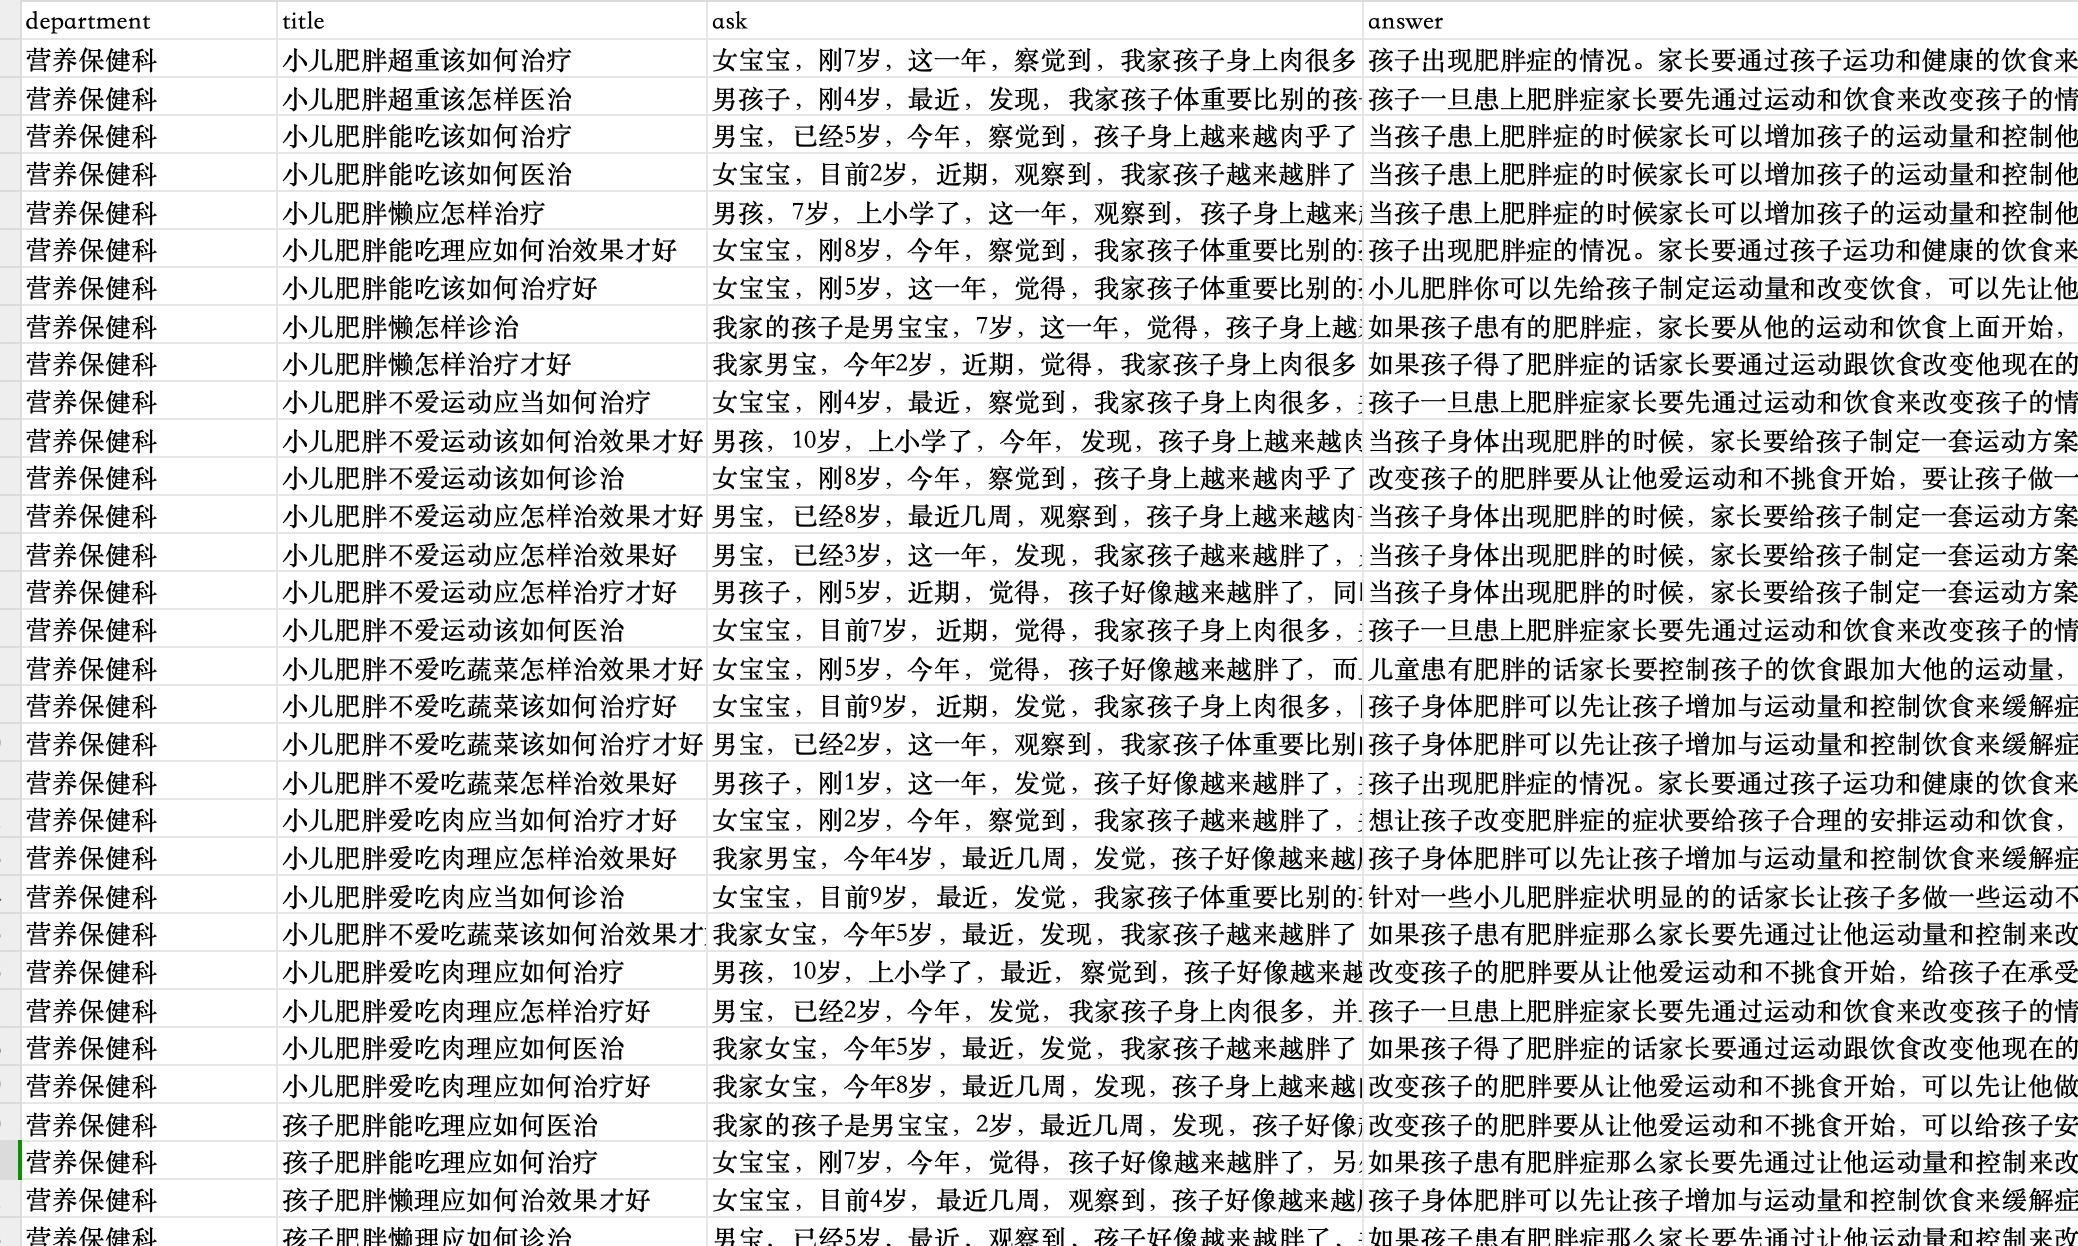 department title ask answer
营养保健科 小儿肥胖超重该如何治疗 女宝宝，刚7岁，这一年，察觉到，我家孩子身上肉很多 孩子出现肥胖症的情况。家长要通过孩子运功和健康的饮食来
营养保健科 小儿肥胖超重该怎样医治 男孩子，刚4岁，最近，发现，我家孩子体重要比别的孩 孩子一旦患上肥胖症家长要先通过运动和饮食来改变孩子的情
营养保健科 小儿肥胖能吃该如何治疗 男宝，已经5岁，今年，察觉到，孩子身上越来越肉乎了 当孩子患上肥胖症的时候家长可以增加孩子的运动量和控制他
营养保健科 小儿肥胖能吃该如何医治 女宝宝，目前2岁，近期，观察到，我家孩子越来越胖了 当孩子患上肥胖症的时候家长可以增加孩子的运动量和控制他
营养保健科 小儿肥胖懒应怎样治疗 男孩，7岁，上小学了，这一年，观察到，孩子身上越来 当孩子患上肥胖症的时候家长可以增加孩子的运动量和控制他
营养保健科 小儿肥胖能吃理应如何治效果才好 女宝宝，刚8岁，今年，察觉到，我家孩子体重要比别的 孩子出现肥胖症的情况。家长要通过孩子运功和健康的饮食来
营养保健科 小儿肥胖能吃该如何治疗好 女宝宝，刚5岁，这一年，觉得，我家孩子体重要比别的 小儿肥胖你可以先给孩子制定运动量和改变饮食，可以先让他
营养保健科 小儿肥胖懒怎样诊治 我家的孩子是男宝宝，7岁，这一年，觉得，孩子身上越 如果孩子患有的肥胖症，家长要从他的运动和饮食上面开始，
营养保健科 小儿肥胖懒怎样治疗才好 我家男宝，今年2岁，近期，觉得，我家孩子身上肉很多 如果孩子得了肥胖症的话家长要通过运动跟饮食改变他现在的
营养保健科 小儿肥胖不爱运动应当如何治疗 女宝宝，刚4岁，最近，察觉到，我家孩子身上肉很多， 孩子一旦患上肥胖症家长要先通过运动和饮食来改变孩子的情
营养保健科 小儿肥胖不爱运动该如何治效果才好 男孩，10岁，上小学了，今年，发现，孩子身上越来越肉 当孩子身体出现肥胖的时候，家长要给孩子制定一套运动方案
营养保健科 小儿肥胖不爱运动该如何诊治 女宝宝，刚8岁，今年，察觉到，孩子身上越来越肉乎了 改变孩子的肥胖要从让他爱运动和不挑食开始，要让孩子做一
营养保健科 小儿肥胖不爱运动应怎样治效果才好 男宝，已经8岁，最近几周，观察到，孩子身上越来越肉 当孩子身体出现肥胖的时候，家长要给孩子制定一套运动方案
营养保健科 小儿肥胖不爱运动应怎样治效果好 男宝，已经3岁，这一年，发现，我家孩子越来越胖了， 当孩子身体出现肥胖的时候，家长要给孩子制定一套运动方案
营养保健科 小儿肥胖不爱运动应怎样治疗才好 男孩子，刚5岁，近期，觉得，孩子好像越来越胖了，同 当孩子身体出现肥胖的时候，家长要给孩子制定一套运动方案
营养保健科 小儿肥胖不爱运动该如何医治 女宝宝，目前7岁，近期，觉得，我家孩子身上肉很多， 孩子一旦患上肥胖症家长要先通过运动和饮食来改变孩子的情
营养保健科 小儿肥胖不爱吃蔬菜怎样治效果才好 女宝宝，刚5岁，今年，觉得，孩子好像越来越胖了，而 儿童患有肥胖的话家长要控制孩子的饮食跟加大他的运动量，
营养保健科 小儿肥胖不爱吃蔬菜该如何治疗好 女宝宝，目前9岁，近期，发觉，我家孩子身上肉很多， 孩子身体肥胖可以先让孩子增加与运动量和控制饮食来缓解症
营养保健科 小儿肥胖不爱吃蔬菜该如何治疗才好 男宝，已经2岁，这一年，观察到，我家孩子体重要比别 孩子身体肥胖可以先让孩子增加与运动量和控制饮食来缓解症
营养保健科 小儿肥胖不爱吃蔬菜怎样治效果好 男孩子，刚1岁，这一年，发觉，孩子好像越来越胖了， 孩子出现肥胖症的情况。家长要通过孩子运功和健康的饮食来
营养保健科 小儿肥胖爱吃肉应当如何治疗才好 女宝宝，刚2岁，今年，察觉到，我家孩子越来越胖了， 想让孩子改变肥胖症的症状要给孩子合理的安排运动和饮食，
营养保健科 小儿肥胖爱吃肉理应怎样治效果好 我家男宝，今年4岁，最近几周，发觉，孩子好像越来越 孩子身体肥胖可以先让孩子增加与运动量和控制饮食来缓解症
营养保健科 小儿肥胖爱吃肉应当如何诊治 女宝宝，目前9岁，最近，发觉，我家孩子体重要比别的 针对一些小儿肥胖症状明显的的话家长让孩子多做一些运动不
营养保健科 小儿肥胖不爱吃蔬菜该如何治效果才 我家女宝，今年5岁，最近，发现，我家孩子越来越胖了 如果孩子患有肥胖症那么家长要先通过让他运动量和控制来改
营养保健科 小儿肥胖爱吃肉理应如何治疗 男孩，10岁，上小学了，最近，察觉到，孩子好像越来越 改变孩子的肥胖要从让他爱运动和不挑食开始，给孩子在承受
营养保健科 小儿肥胖爱吃肉理应怎样治疗好 男宝，已经2岁，今年，发觉，我家孩子身上肉很多，并 孩子一旦患上肥胖症家长要先通过运动和饮食来改变孩子的情
营养保健科 小儿肥胖爱吃肉理应如何医治 我家女宝，今年5岁，最近，发觉，我家孩子越来越胖了 如果孩子得了肥胖症的话家长要通过运动跟饮食改变他现在的
营养保健科 小儿肥胖爱吃肉理应如何治疗好 我家女宝，今年8岁，最近几周，发现，孩子身上越来越 改变孩子的肥胖要从让他爱运动和不挑食开始，可以先让他做
营养保健科 孩子肥胖能吃理应如何医治 我家的孩子是男宝宝，2岁，最近几周，发现，孩子好像 改变孩子的肥胖要从让他爱运动和不挑食开始，可以给孩子安
营养保健科 孩子肥胖能吃理应如何治疗 女宝宝，刚7岁，今年，觉得，孩子好像越来越胖了，另 如果孩子患有肥胖症那么家长要先通过让他运动量和控制来改
营养保健科 孩子肥胖懒理应如何治效果才好 女宝宝，目前4岁，最近几周，观察到，孩子好像越来越 孩子身体肥胖可以先让孩子增加与运动量和控制饮食来缓解症
营养保健科 孩子肥胖懒理应如何诊治 男宝，已经5岁，最近，观察到，孩子好像越来越胖了， 如果孩子患有肥胖症那么家长要先通过让他运动量和控制来改